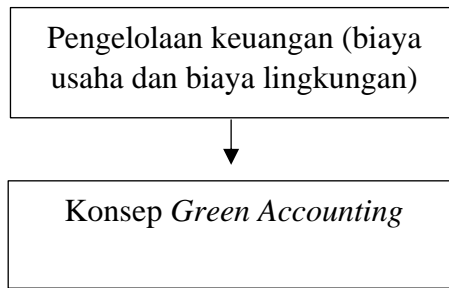 Pengelolaan keuangan (biaya
usaha dan biaya lingkungan)
Konsep Green Accounting